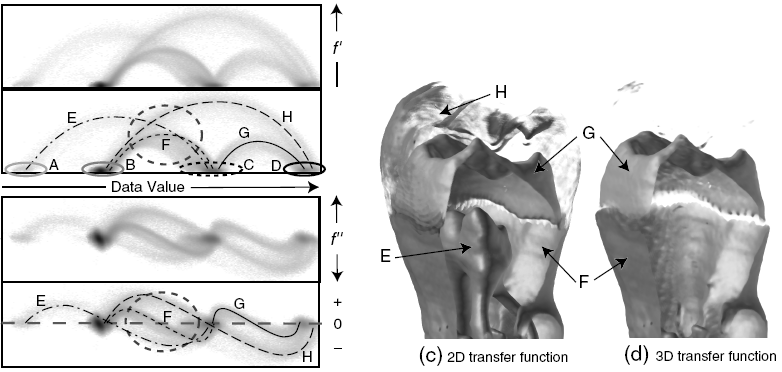 f'
E
H
G
F
A
B
C
D
Data Value
f''
E
G
+
F
0
H
–
H
G
E
F
(c) 2D transfer function
(d) 3D transfer function